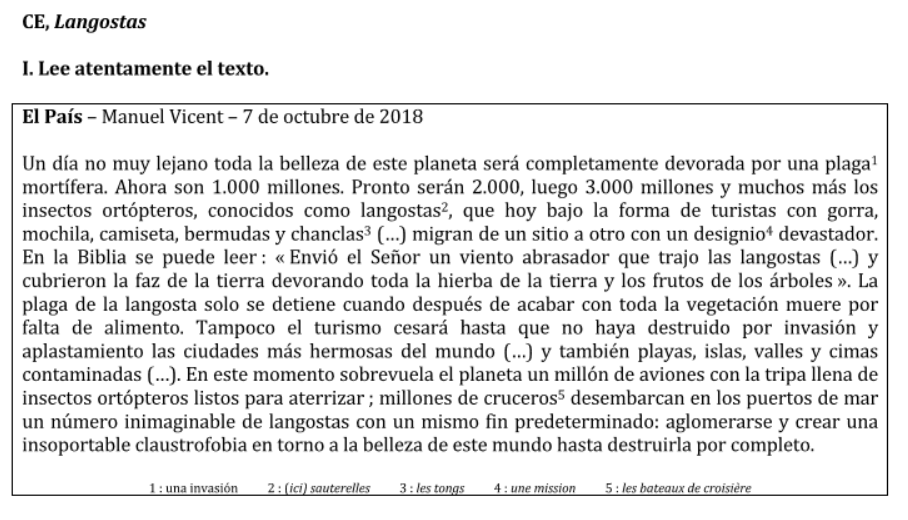 CE, Langostas
I. Lee atentamente el texto.
El País – Manuel Vicent – 7 de octubre de 2018
Un día no muy lejano toda la belleza de este planeta será completamente devorada por una plaga¹
mortífera. Ahora son 1.000 millones. Pronto serán 2.000, luego 3.000 millones y muchos más los
insectos ortópteros, conocidos como langostas², que hoy bajo la forma de turistas con gorra,
mochila, camiseta, bermudas y chanclas³ (...) migran de un sitio a otro con un designio⁴ devastador.
En la Biblia se puede leer : « Envió el Señor un viento abrasador que trajo las langostas (...) y
cubrieron la faz de la tierra devorando toda la hierba de la tierra y los frutos de los árboles ». La
plaga de la langosta solo se detiene cuando después de acabar con toda la vegetación muere por
falta de alimento. Tampoco el turismo cesará hasta que no haya destruido por invasión y
aplastamiento las ciudades más hermosas del mundo (...) y también playas, islas, valles y cimas
contaminadas (...). En este momento sobrevuela el planeta un millón de aviones con la tripa llena de
insectos ortópteros listos para aterrizar ; millones de cruceros⁵ desembarcan en los puertos de mar
un número inimaginable de langostas con un mismo fin predeterminado: aglomerarse y crear una
insoportable claustrofobia en torno a la belleza de este mundo hasta destruirla por completo.
1 : una invasión 2 : (ici) sauterelles 3 : les tongs 4 : une mission 5 : les bateaux de croisière